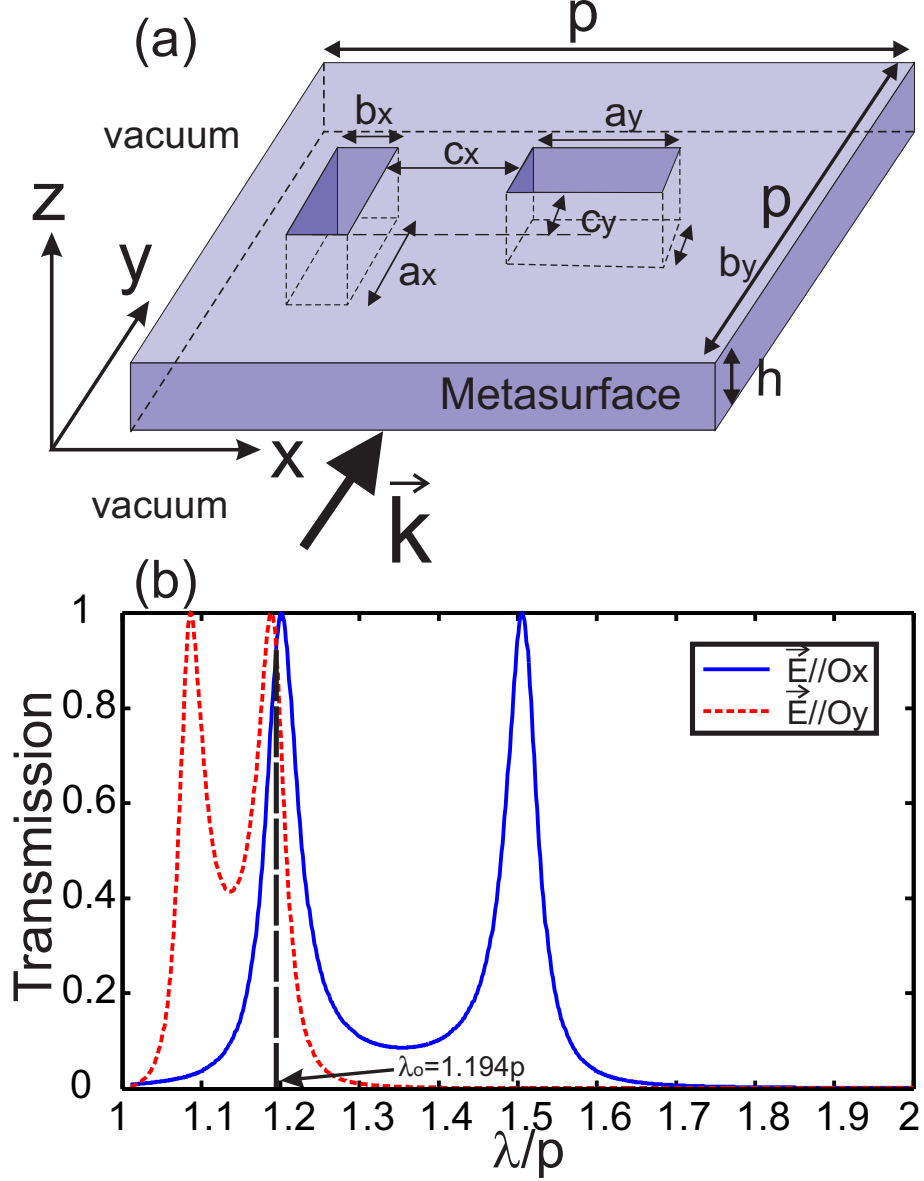 (a)
p
vacuum
bx
ay
cx
z
cy
p
y
ax
by
h
Metasurface
x
vacuum
k⃗
(b)
1
E⃗//Ox
E⃗//Oy
0.8
0.6
0.4
0.2
λo=1.194p
0
1 1.1 1.2 1.3 1.4 1.5 1.6 1.7 1.8 1.9 2
λ/p
Transmission